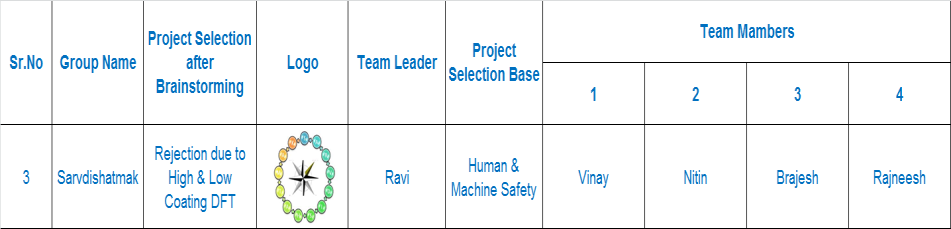 Sr.No
Group Name
Project Selection
after
Brainstorming
Logo
Team Leader
Project
Selection Base
Team Mambers
1
2
3
4
3
Sarvdishatmak
Rejection due to
High & Low
Coating DFT
Ravi
Human &
Machine Safety
Vinay
Nitin
Brajesh
Rajneesh